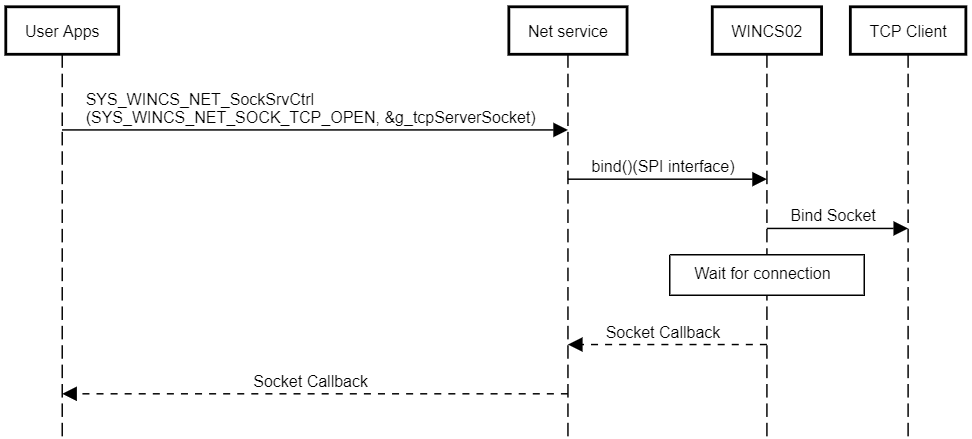 User Apps
Net service
WINCS02
TCP Client
SYS_WINCS_NET_SockSrvCtrl
(SYS_WINCS_NET_SOCK_TCP_OPEN, &g_tcpServerSocket)
bind()(SPI interface)
Bind Socket
Wait for connection
Socket Callback
Socket Callback